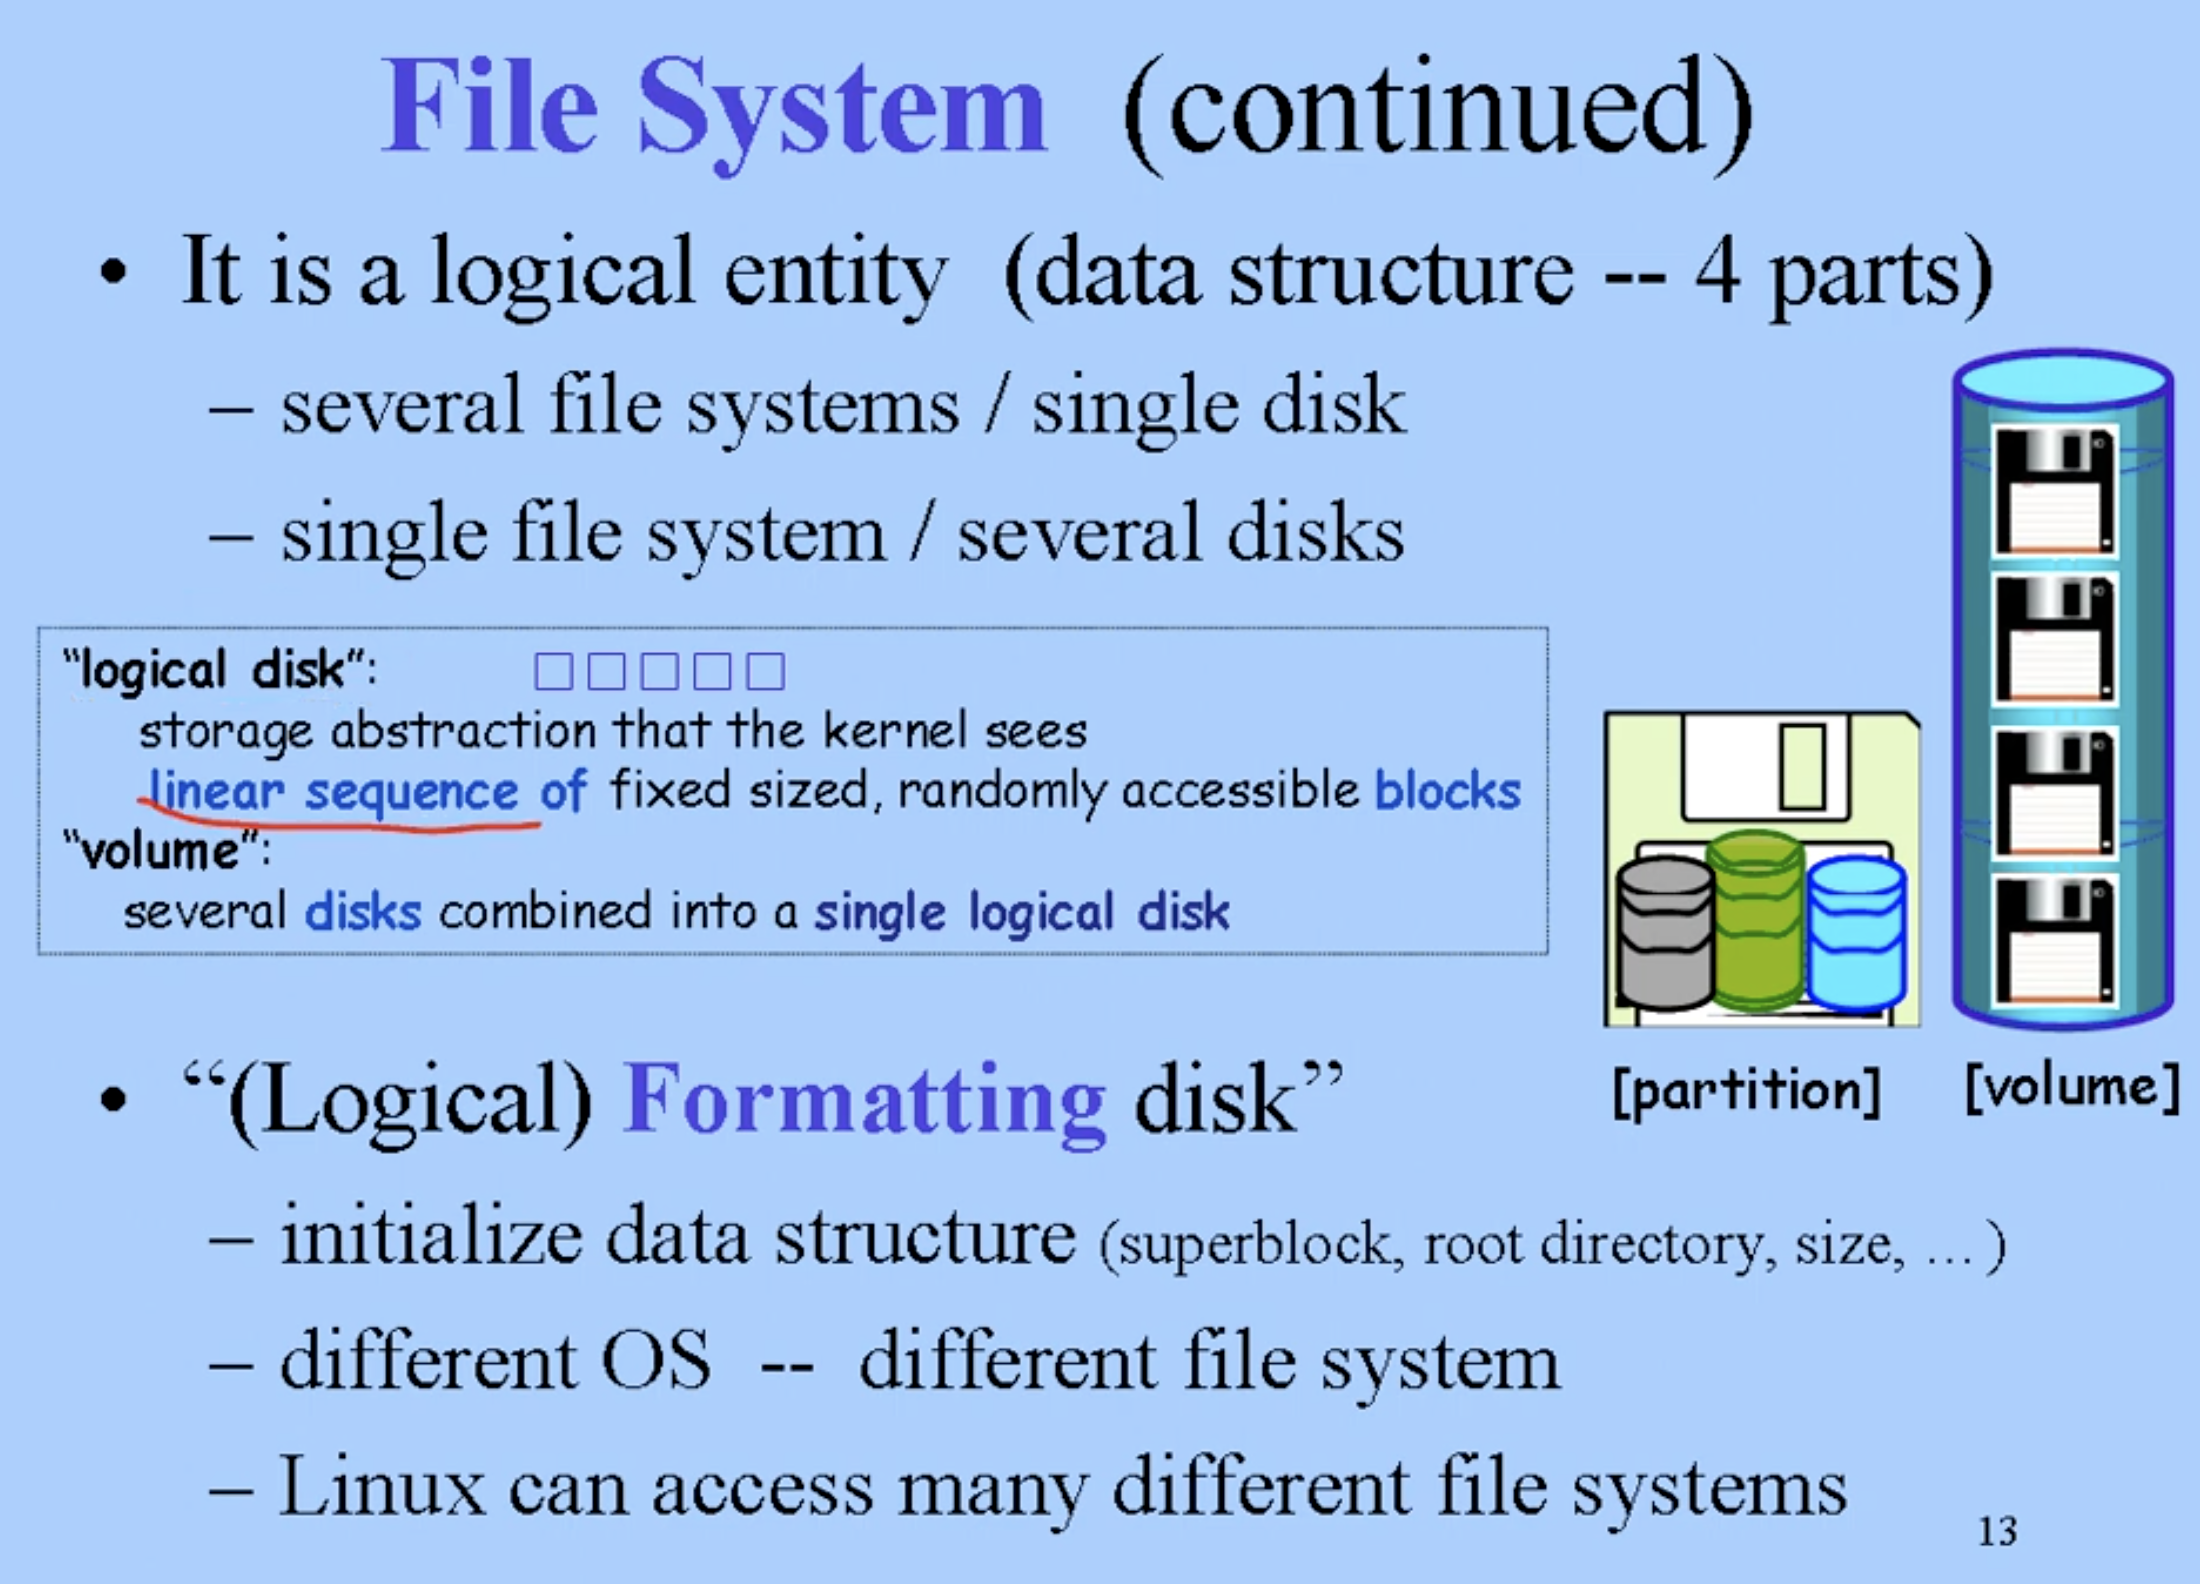 File System (continued)
• It is a logical entity (data structure -- 4 parts)
– several file systems / single disk
– single file system / several disks
“logical disk”: □□□□□
storage abstraction that the kernel sees
linear sequence of fixed sized, randomly accessible blocks
“volume”:
several disks combined into a single logical disk
[partition] [volume]
• “(Logical) Formatting disk”
– initialize data structure (superblock, root directory, size, ... )
– different OS -- different file system
– Linux can access many different file systems
13